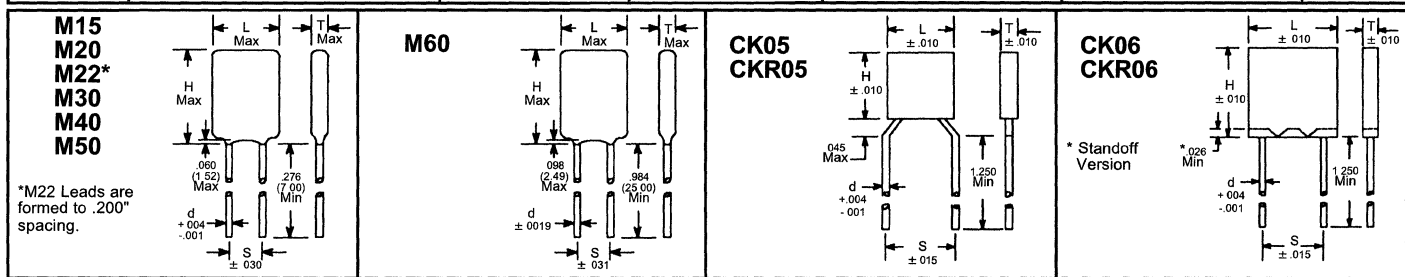 M15
M20
M22*
M30
M40
M50
*M22 Leads are
formed to .200"
spacing.
L
Max
T
Max
H
Max
.060
(1 52)
Max
.276
(7 00)
Min
d
+ 004
-.001
S
± 030
M60
L
Max
T
Max
H
Max
098
(2.49)
Max
.984
(25 00)
Min
d
± 0019
S
± 031
CK05
CKR05
L
± .010
T
± .010
H
± .010
045
Max
1.250
Min
d
+.004
- 001
S
± 015
CK06
CKR06
* Standoff
Version
L
± 010
T
± 010
H
± 010
*.026
Min
1 250
Min
d
+ 004
-.001
S
± .015